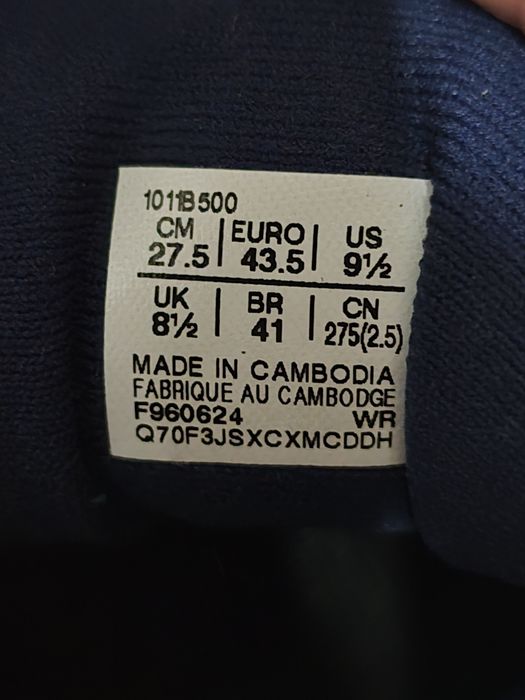 1011B500
CM | EURO | US
27.5 | 43.5 | 9½
UK | BR | CN
8½ | 41 | 275(2.5)
MADE IN CAMBODIA
FABRIQUE AU CAMBODGE
F960624 WR
Q70F3JSXCXMCDDH